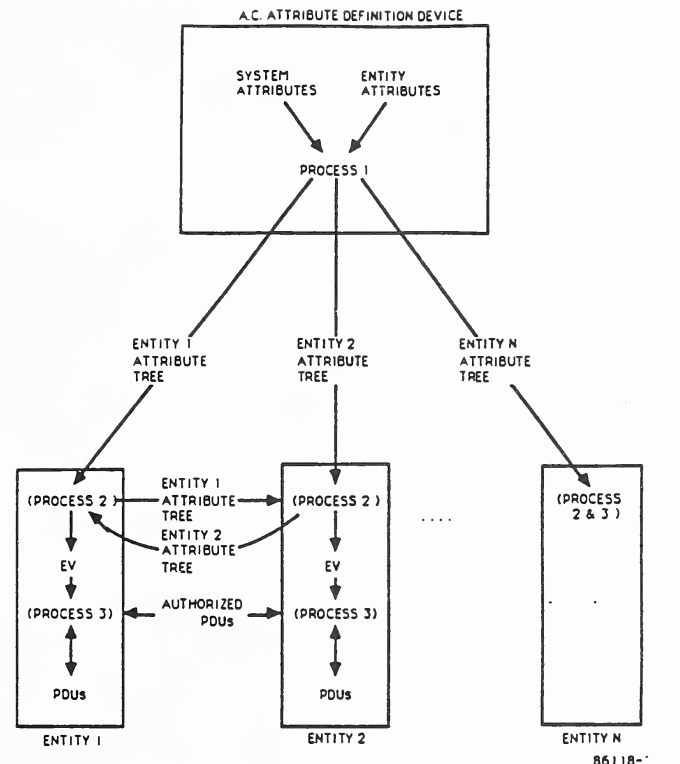 A.C. ATTRIBUTE DEFINITION DEVICE
SYSTEM
ATTRIBUTES
ENTITY
ATTRIBUTES
PROCESS 1
ENTITY 1
ATTRIBUTE
TREE
ENTITY 2
ATTRIBUTE
TREE
ENTITY N
ATTRIBUTE
TREE
(PROCESS 2)
ENTITY 1
ATTRIBUTE
TREE
(PROCESS 2)
ENTITY 2
ATTRIBUTE
TREE
....
(PROCESS
2 & 3)
EV
EV
(PROCESS 3)
AUTHORIZED
PDUs
(PROCESS 3)
PDUs
PDUs
ENTITY 1
ENTITY 2
ENTITY N
86118-